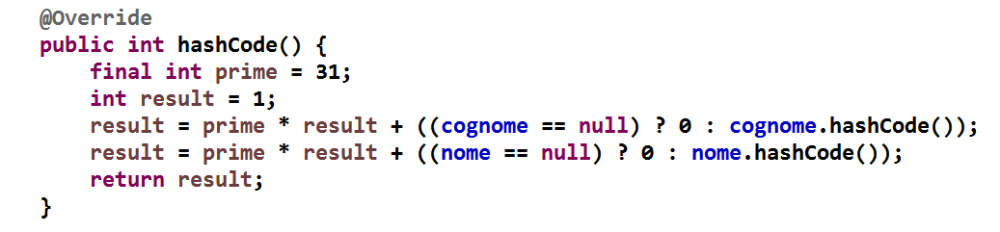 @Override
public int hashCode() {
    final int prime = 31;
    int result = 1;
    result = prime * result + ((cognome == null) ? 0 : cognome.hashCode());
    result = prime * result + ((nome == null) ? 0 : nome.hashCode());
    return result;
}